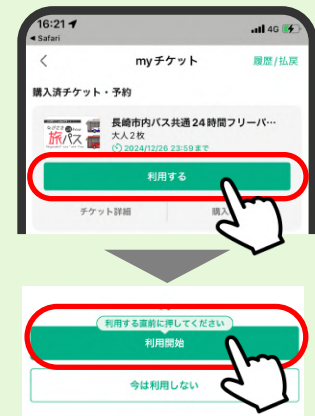 16:21
Safari
4G
myチケット
履歴/払戻
購入済チケット・予約
旅パス
長崎市内バス共通24時間フリーパ…
大人2枚
2024/12/26 23:59まで
利用する
チケット詳細
購入
利用する直前に押してください
利用開始
今は利用しない